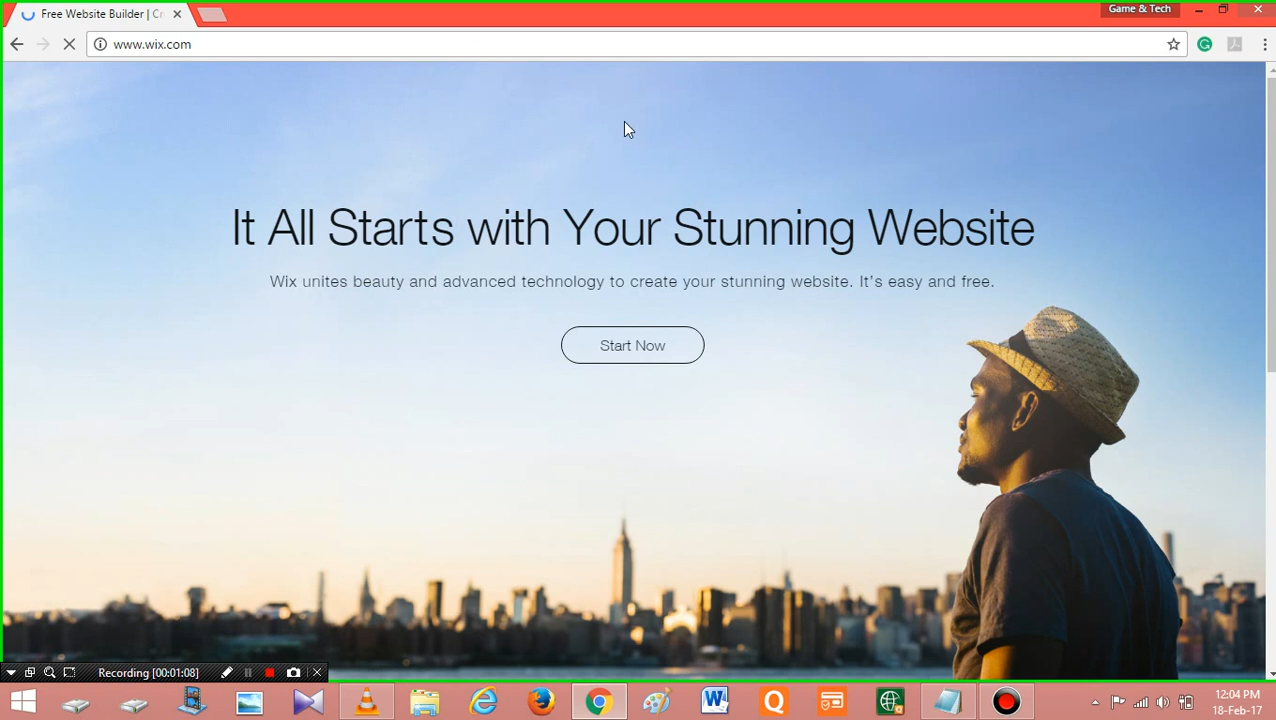 Free Website Builder | Cr
Game & Tech
www.wix.com
It All Starts with Your Stunning Website
Wix unites beauty and advanced technology to create your stunning website. It's easy and free.
Start Now
Recording [00:01:08]
12:04 PM
18-Feb-17